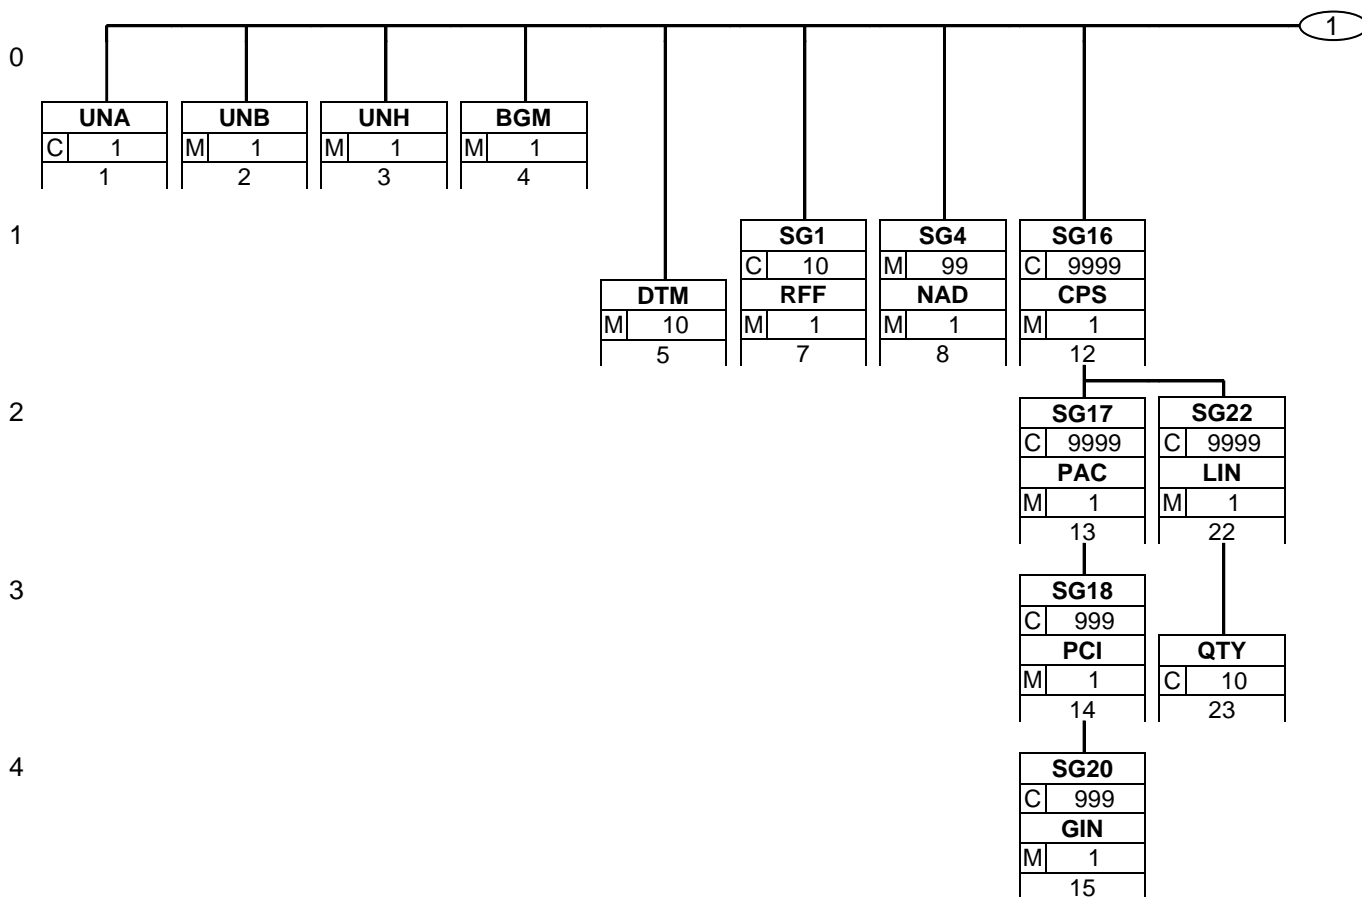 1
0
UNA UNB UNH BGM
C 1 M 1 M 1 M 1
1 2 3 4
1
SG1 SG4 SG16
C 10 M 99 C 9999
DTM RFF NAD CPS
M 10 M 1 M 1 M 1
5 7 8 12
2
SG17 SG22
C 9999 C 9999
PAC LIN
M 1 M 1
13 22
3
SG18
C 999
PCI QTY
M 1 C 10
14 23
4
SG20
C 999
GIN
M 1
15